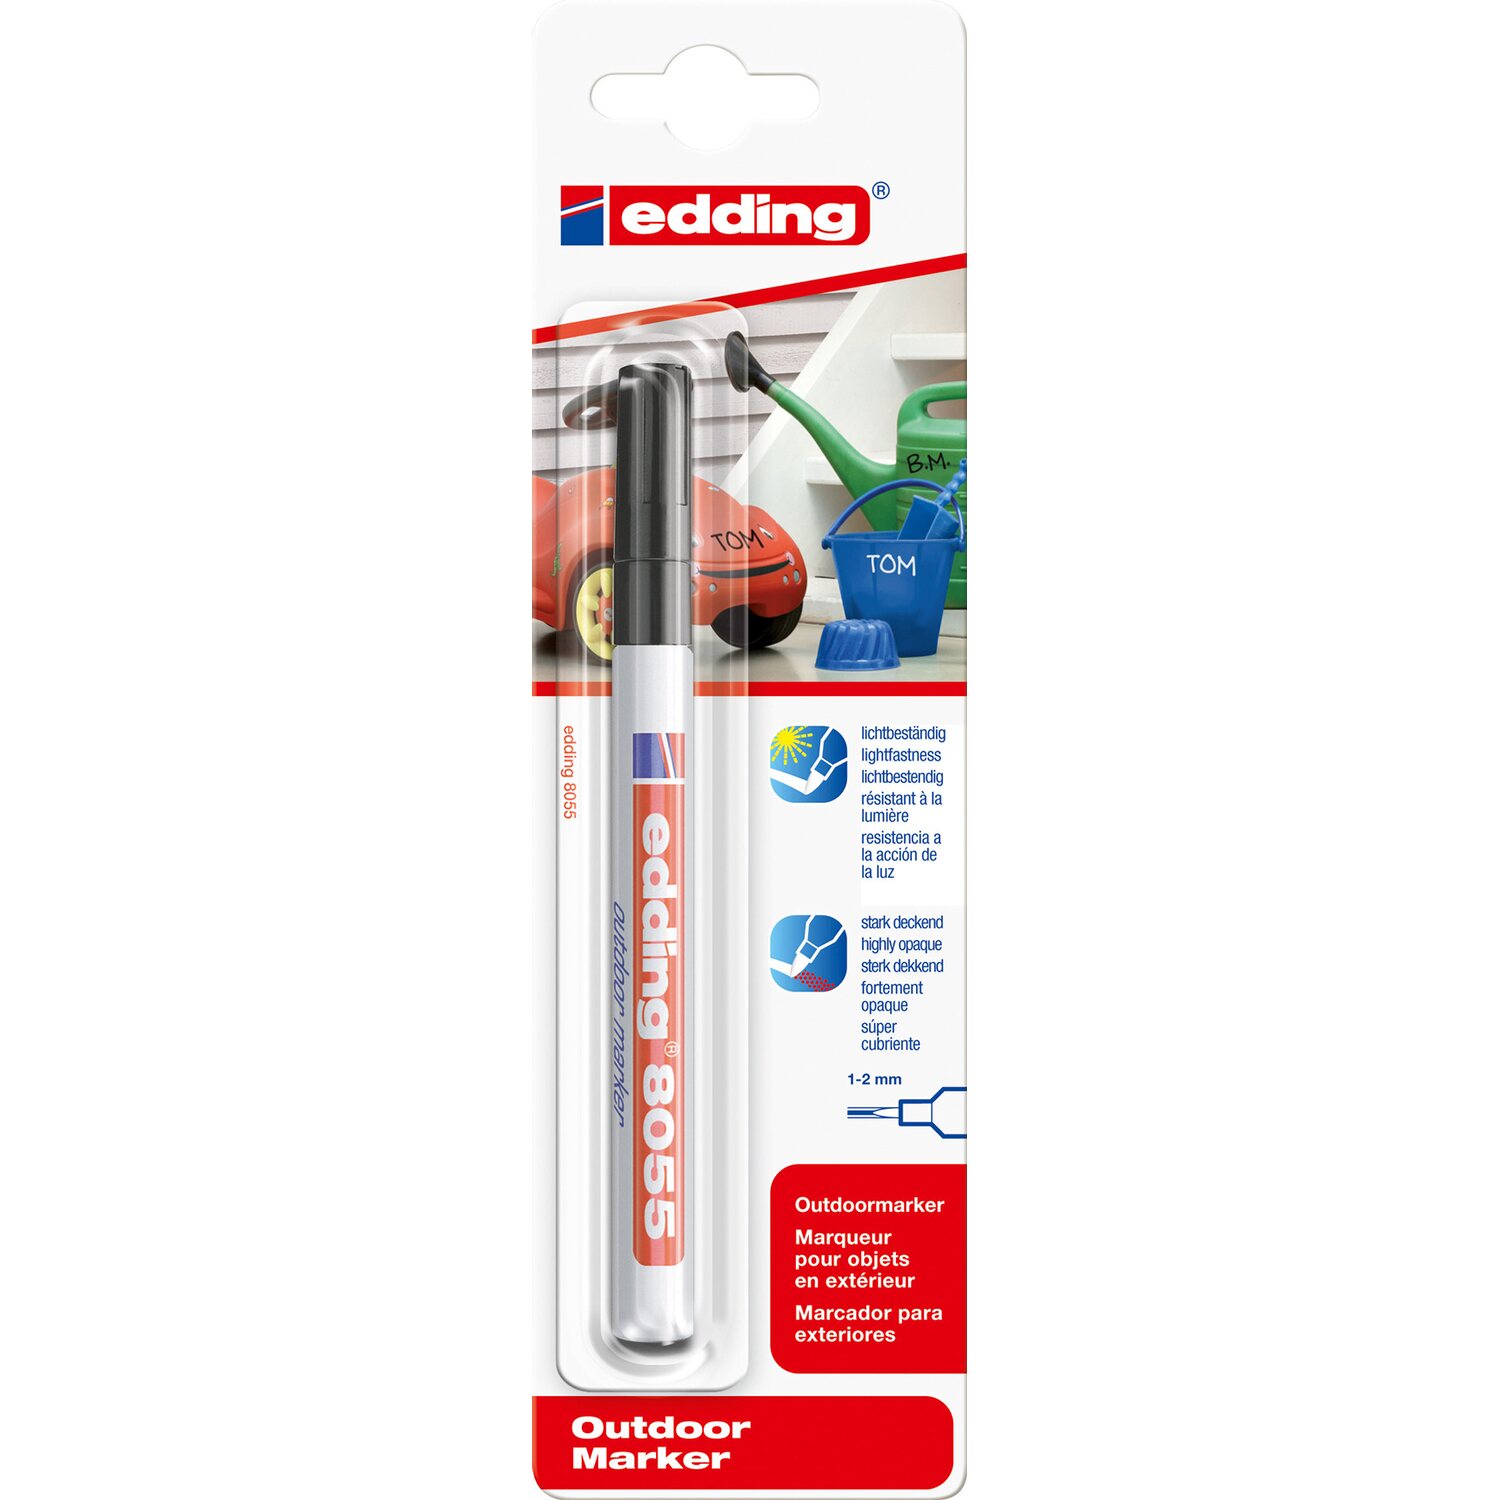 edding®
B.M.
TOM
TOM
edding 8055
edding® 8055
outdoor marker
lichtbeständig
lightfastness
lichtbestendig
résistant à la
lumière
resistencia a
la acción de
la luz
stark deckend
highly opaque
sterk dekkend
fortement
opaque
súper
cubriente
1-2 mm
Outdoormarker
Marqueur
pour objets
en extérieur
Marcador para
exteriores
Outdoor
Marker